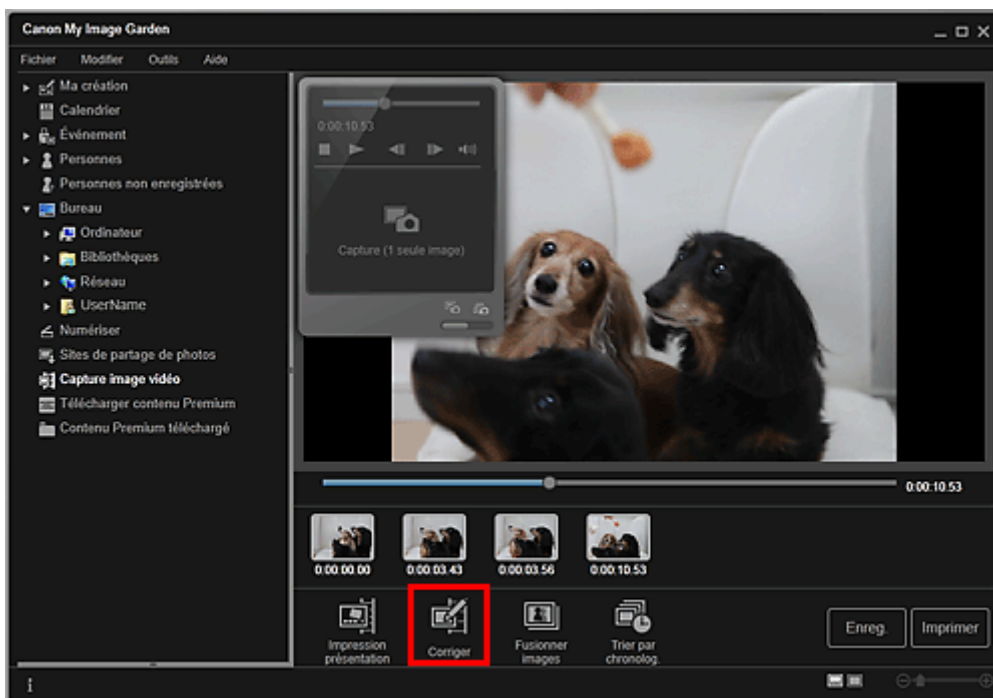 Canon My Image Garden
Fichier Modifier Outils Aide
Ma création
Calendrier
Événement
Personnes
Personnes non enregistrées
Bureau
Ordinateur
Bibliothèques
Réseau
UserName
Numériser
Sites de partage de photos
Capture image vidéo
Télécharger contenu Premium
Contenu Premium téléchargé
0:00:10.53
Capture (1 seule image)
0:00:10.53
0:00:00.00 0:00:03.43 0:00:03.56 0:00:10.53
Impression présentation
Corriger
Fusionner images
Trier par chronolog.
Enreg.
Imprimer